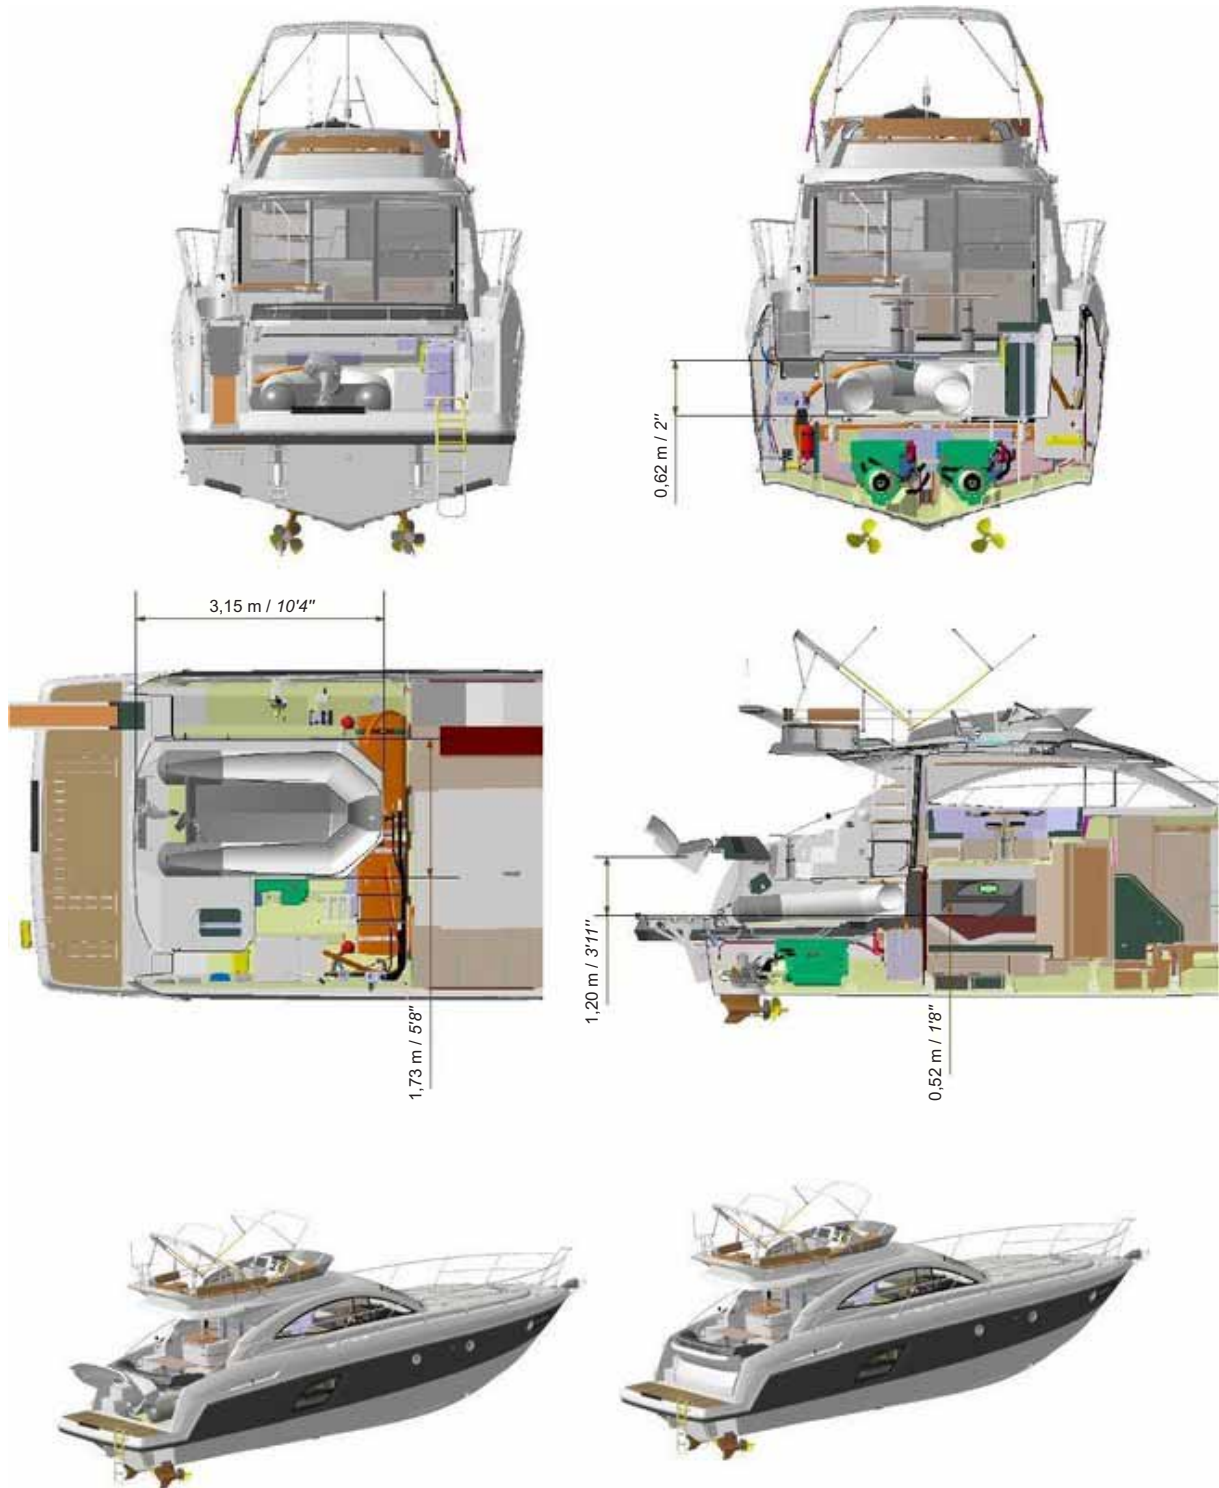 0,62 m / 2"
3,15 m / 10'4"
1,73 m / 5'8"
1,20 m / 3'11"
0,52 m / 1'8"